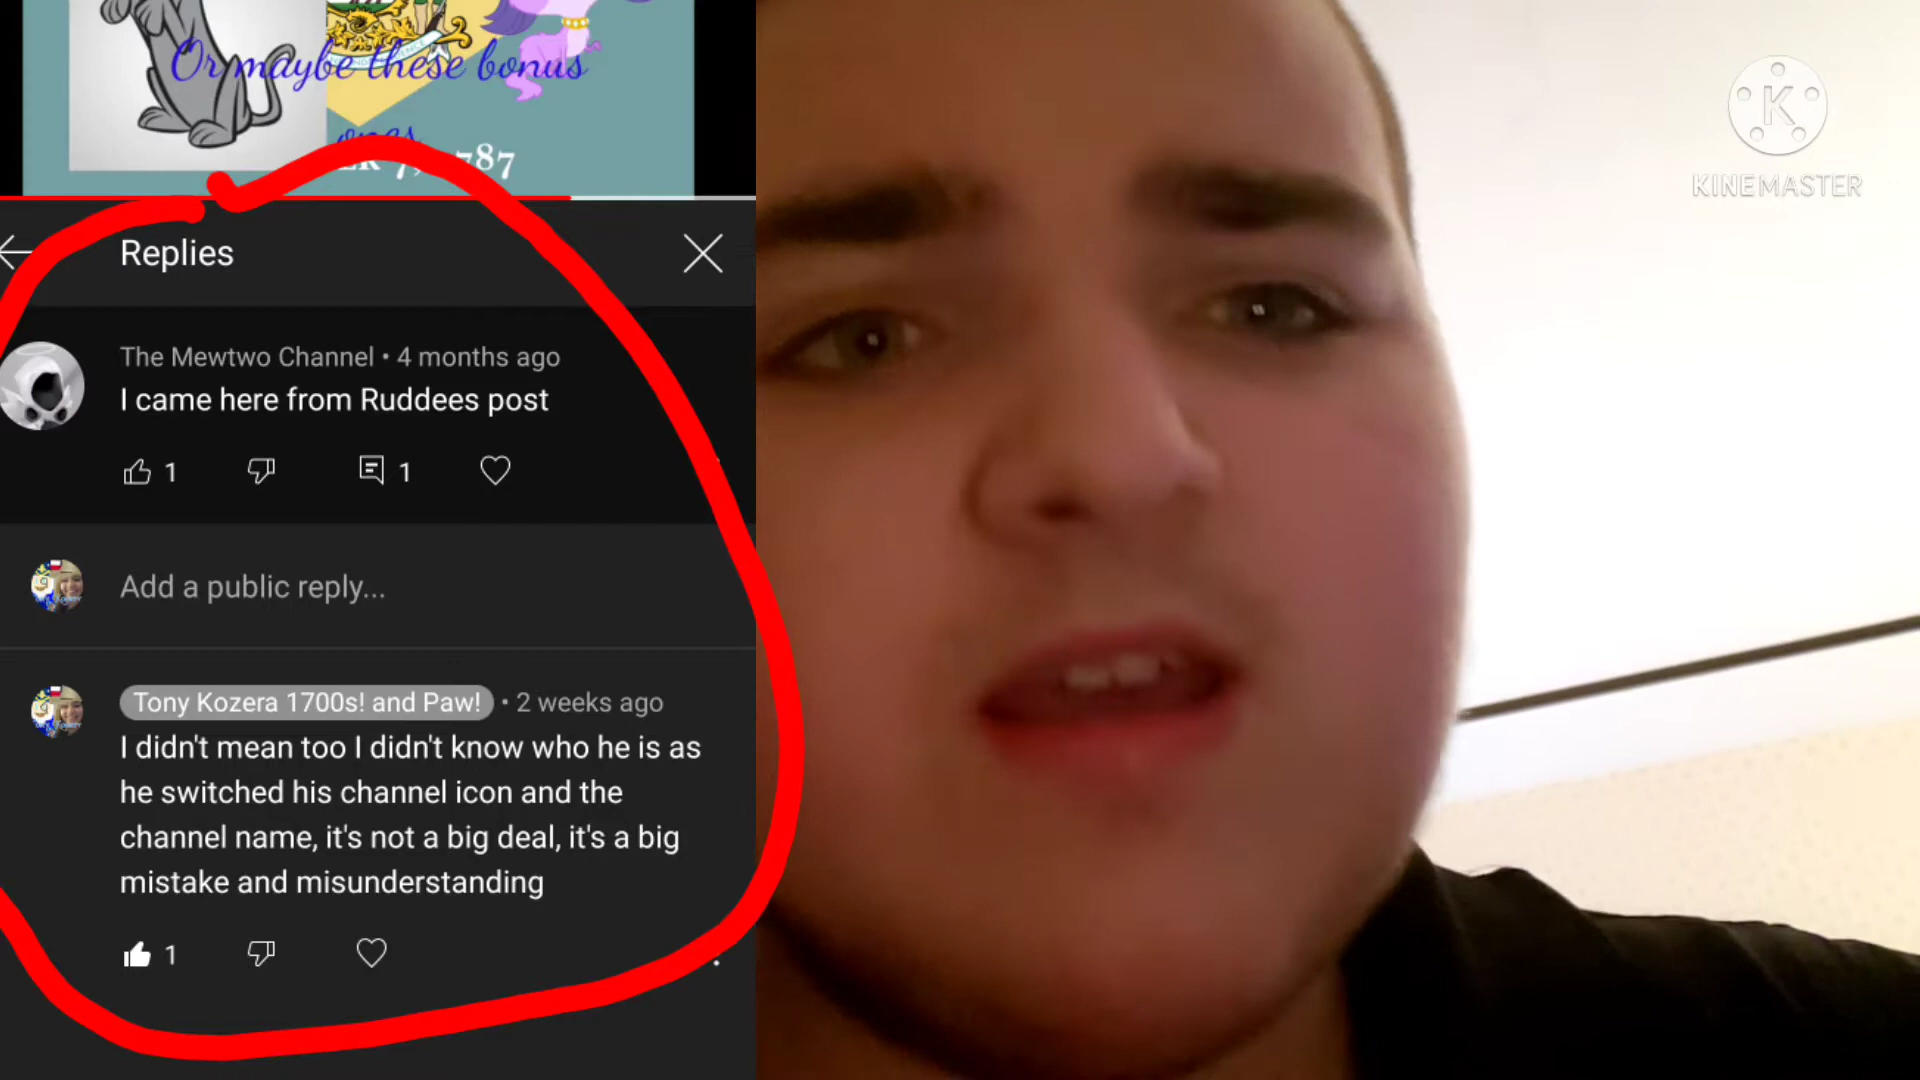 Or maybe these bonus
ones
787
K
KINEMASTER
Replies
The Mewtwo Channel • 4 months ago
I came here from Ruddees post
1
1
Add a public reply...
Tony Kozera 1700s! and Paw! • 2 weeks ago
I didn't mean too I didn't know who he is as
he switched his channel icon and the
channel name, it's not a big deal, it's a big
mistake and misunderstanding
1